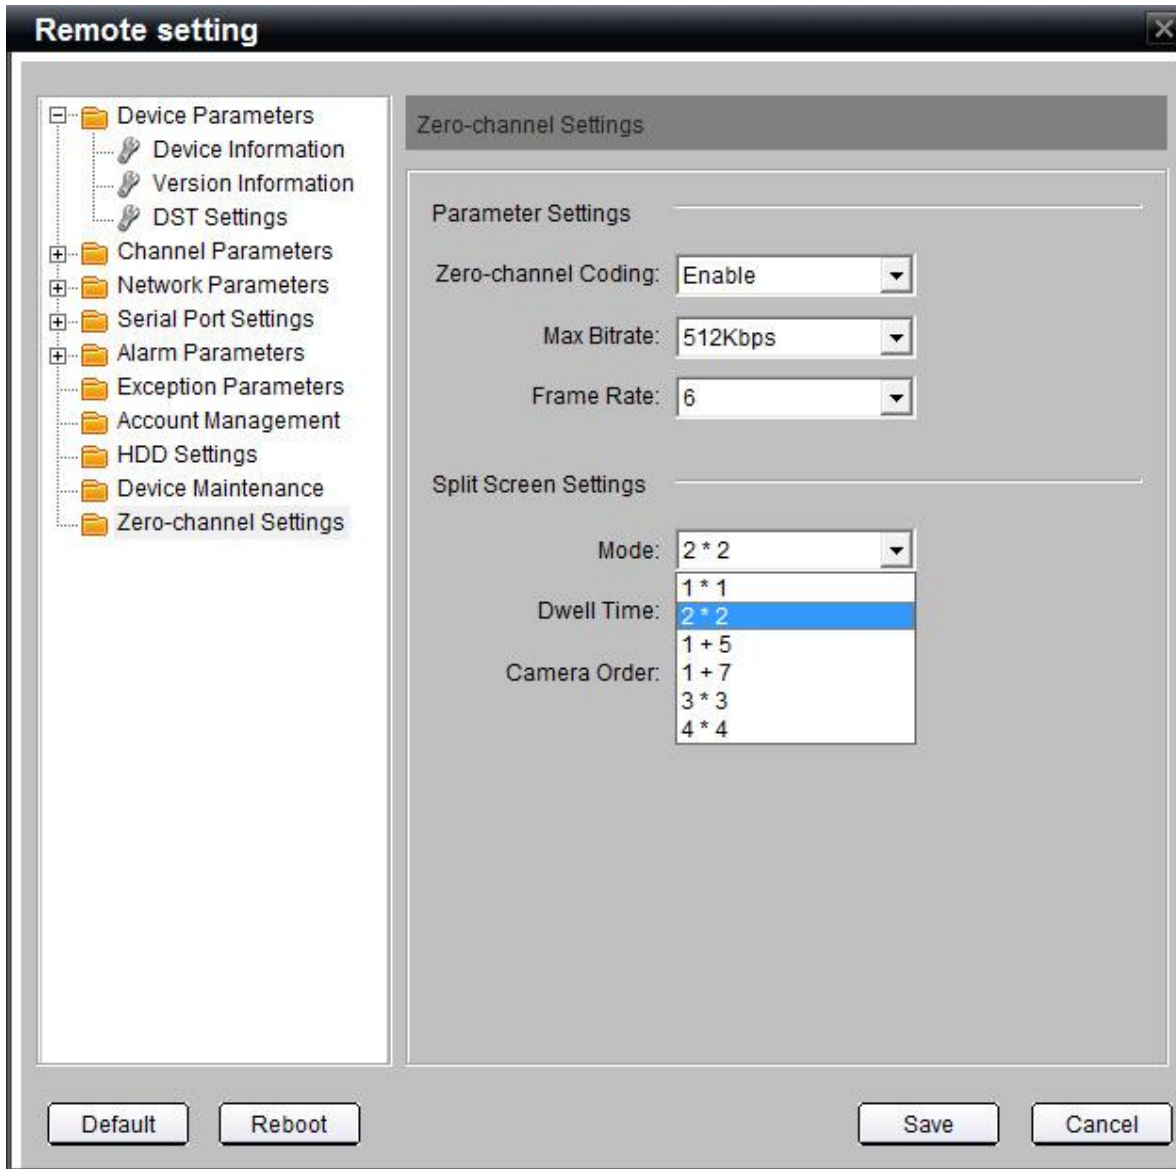 Remote setting
Device Parameters
Device Information
Version Information
DST Settings
Channel Parameters
Network Parameters
Serial Port Settings
Alarm Parameters
Exception Parameters
Account Management
HDD Settings
Device Maintenance
Zero-channel Settings
Zero-channel Settings
Parameter Settings
Zero-channel Coding: Enable
Max Bitrate: 512Kbps
Frame Rate: 6
Split Screen Settings
Mode: 2 * 2
1 * 1
Dwell Time: 2 * 2
1 + 5
Camera Order: 1 + 7
3 * 3
4 * 4
Default Reboot Save Cancel